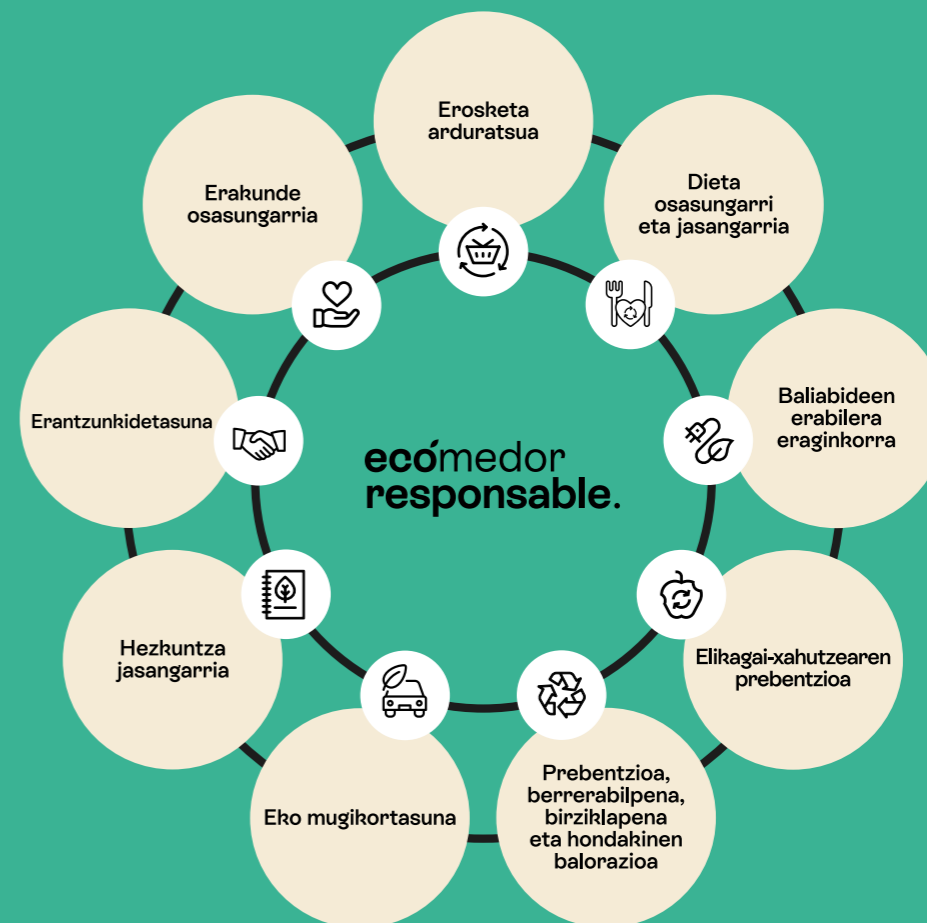 Erosketa
arduratsua
Dieta
osasungarri
eta jasangarria
Baliabideen
erabilera
eraginkorra
Elikagai-xahutzearen
prebentzioa
Prebentzioa,
berrerabilpena,
birziklapena
eta hondakinen
balorazioa
Eko mugikortasuna
Hezkuntza
jasangarria
Erantzunkidetasuna
Erakunde
osasungarria
ecómedor
responsable.